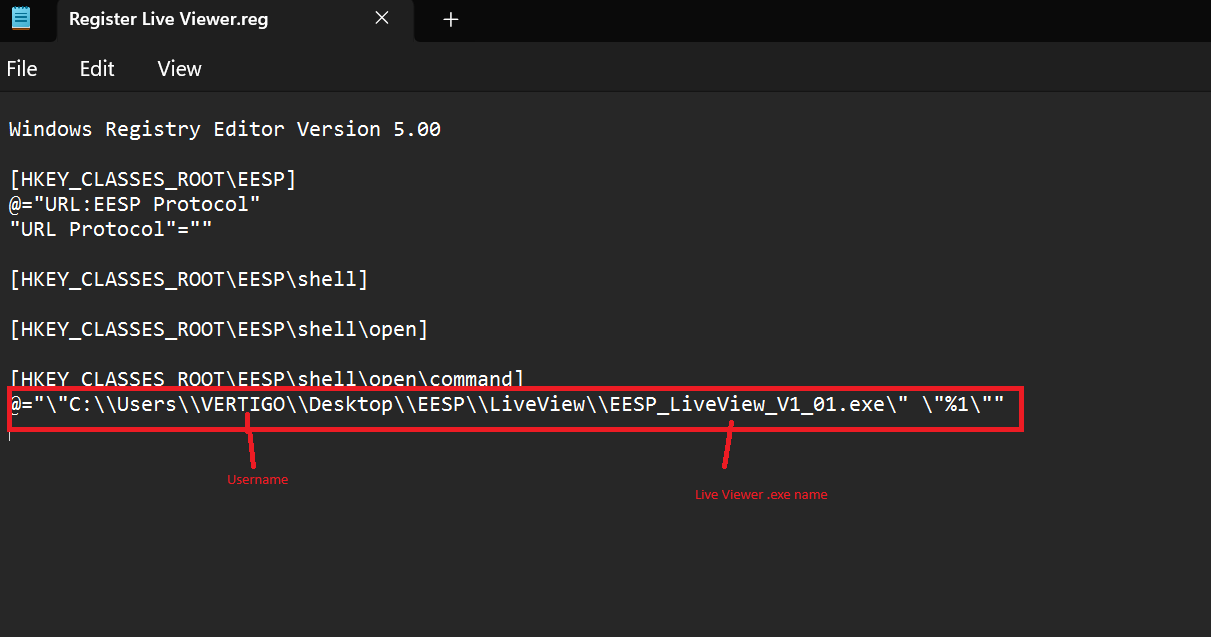 Register Live Viewer.reg
File Edit View
Windows Registry Editor Version 5.00
[HKEY_CLASSES_ROOT\EESP]
@="URL:EESP Protocol"
"URL Protocol"=""
[HKEY_CLASSES_ROOT\EESP\shell]
[HKEY_CLASSES_ROOT\EESP\shell\open]
[HKEY_CLASSES_ROOT\EESP\shell\open\command]
@="\"C:\\Users\\VERTIGO\\Desktop\\EESP\\LiveView\\EESP_LiveView_V1_01.exe\" \"%1\""
Username
Live Viewer .exe name